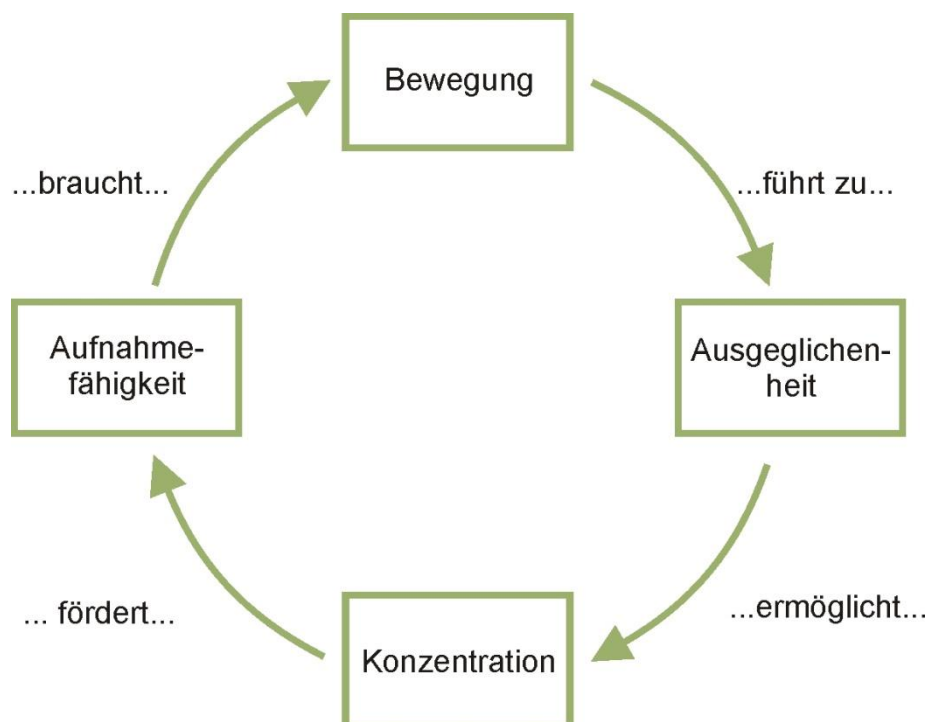 Bewegung
...führt zu...
Ausgeglichen-
heit
...ermöglicht...
Konzentration
... fördert...
Aufnahme-
fähigkeit
...braucht...